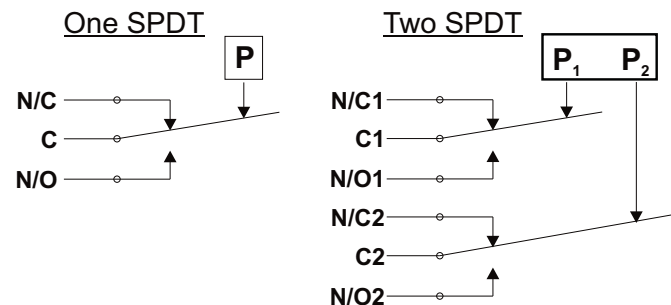 One SPDT
P
N/C
C
N/O
Two SPDT
P1 P2
N/C1
C1
N/O1
N/C2
C2
N/O2